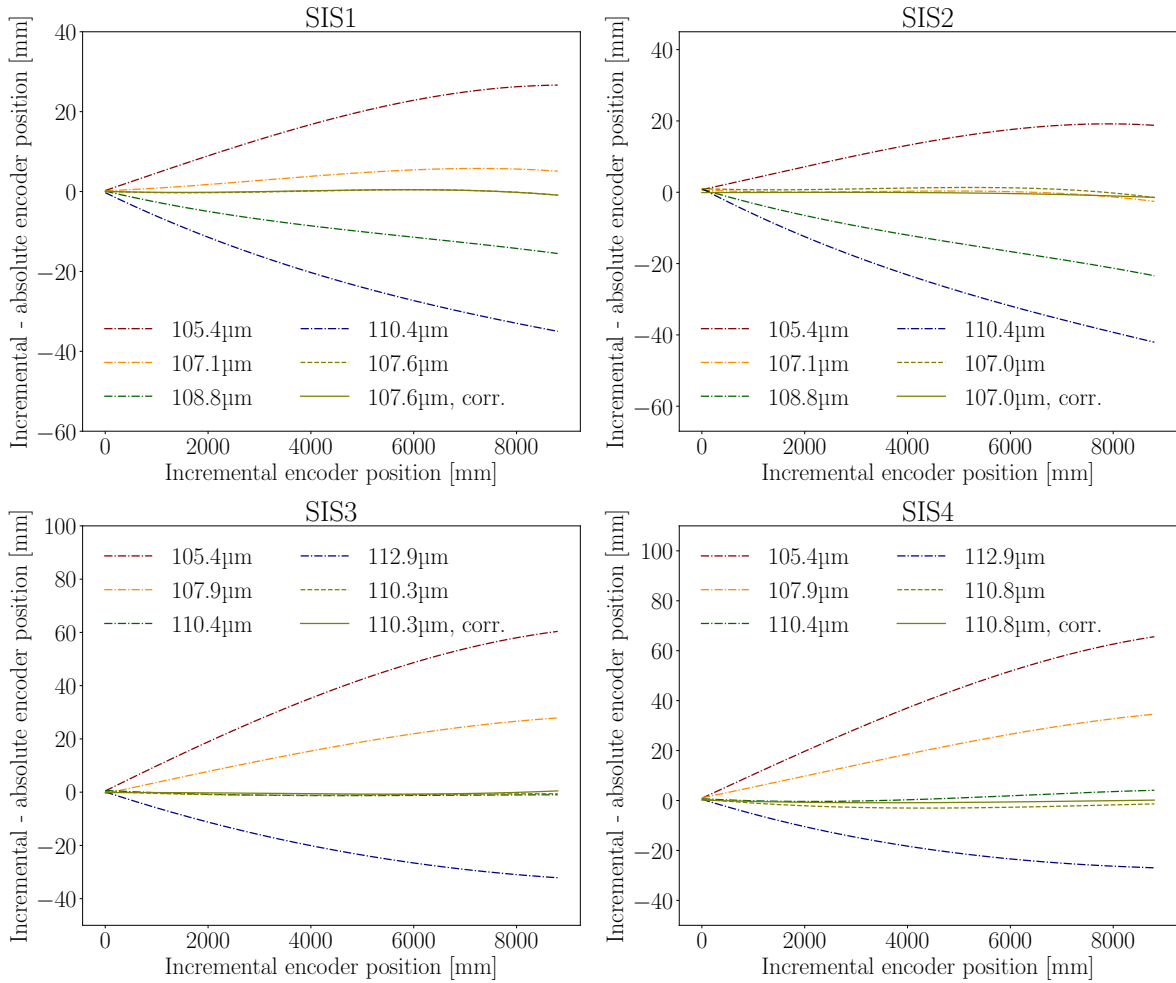 SIS1
Incremental - absolute encoder position [mm]
40
20
0
−20
−40
−60
105.4µm
107.1µm
108.8µm
110.4µm
107.6µm
107.6µm, corr.
0 2000 4000 6000 8000
Incremental encoder position [mm]
SIS2
Incremental - absolute encoder position [mm]
40
20
0
−20
−40
−60
105.4µm
107.1µm
108.8µm
110.4µm
107.0µm
107.0µm, corr.
0 2000 4000 6000 8000
Incremental encoder position [mm]
SIS3
Incremental - absolute encoder position [mm]
100
80
60
40
20
0
−20
−40
105.4µm
107.9µm
110.4µm
112.9µm
110.3µm
110.3µm, corr.
0 2000 4000 6000 8000
Incremental encoder position [mm]
SIS4
Incremental - absolute encoder position [mm]
100
80
60
40
20
0
−20
−40
105.4µm
107.9µm
110.4µm
112.9µm
110.8µm
110.8µm, corr.
0 2000 4000 6000 8000
Incremental encoder position [mm]